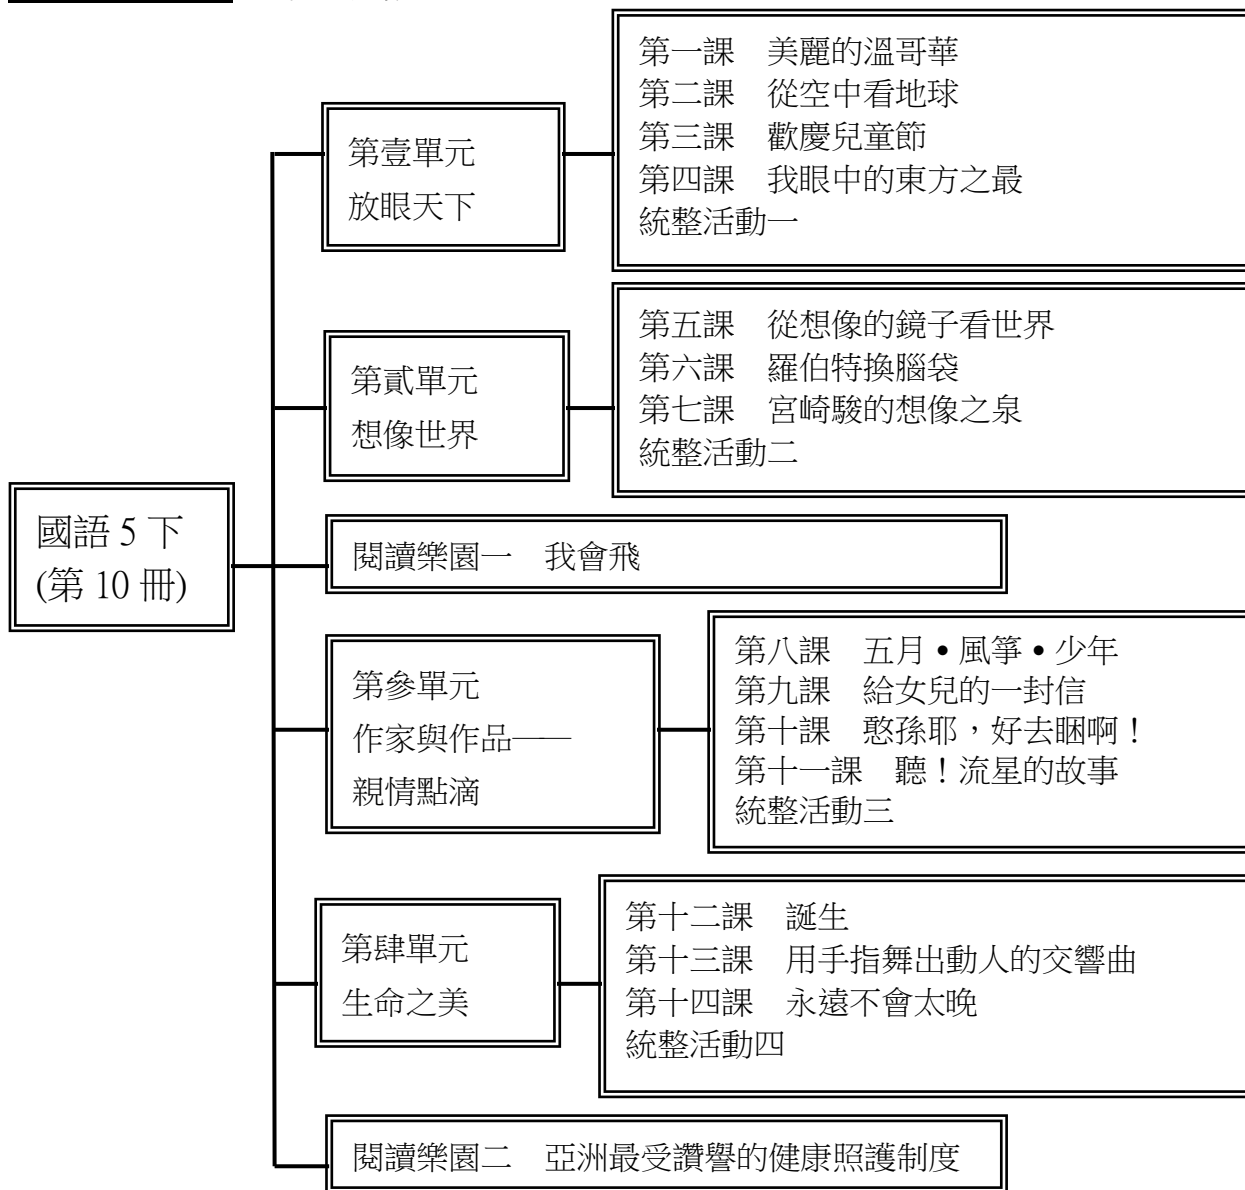 國語 5 下
(第 10 冊)
第壹單元
放眼天下
第一課　美麗的溫哥華
第二課　從空中看地球
第三課　歡慶兒童節
第四課　我眼中的東方之最
統整活動一
第貳單元
想像世界
第五課　從想像的鏡子看世界
第六課　羅伯特換腦袋
第七課　宮崎駿的想像之泉
統整活動二
閱讀樂園一　我會飛
第參單元
作家與作品──
親情點滴
第八課　五月•風箏•少年
第九課　給女兒的一封信
第十課　憨孫耶，好去睏啊！
第十一課　聽！流星的故事
統整活動三
第肆單元
生命之美
第十二課　誕生
第十三課　用手指舞出動人的交響曲
第十四課　永遠不會太晚
統整活動四
閱讀樂園二　亞洲最受讚譽的健康照護制度